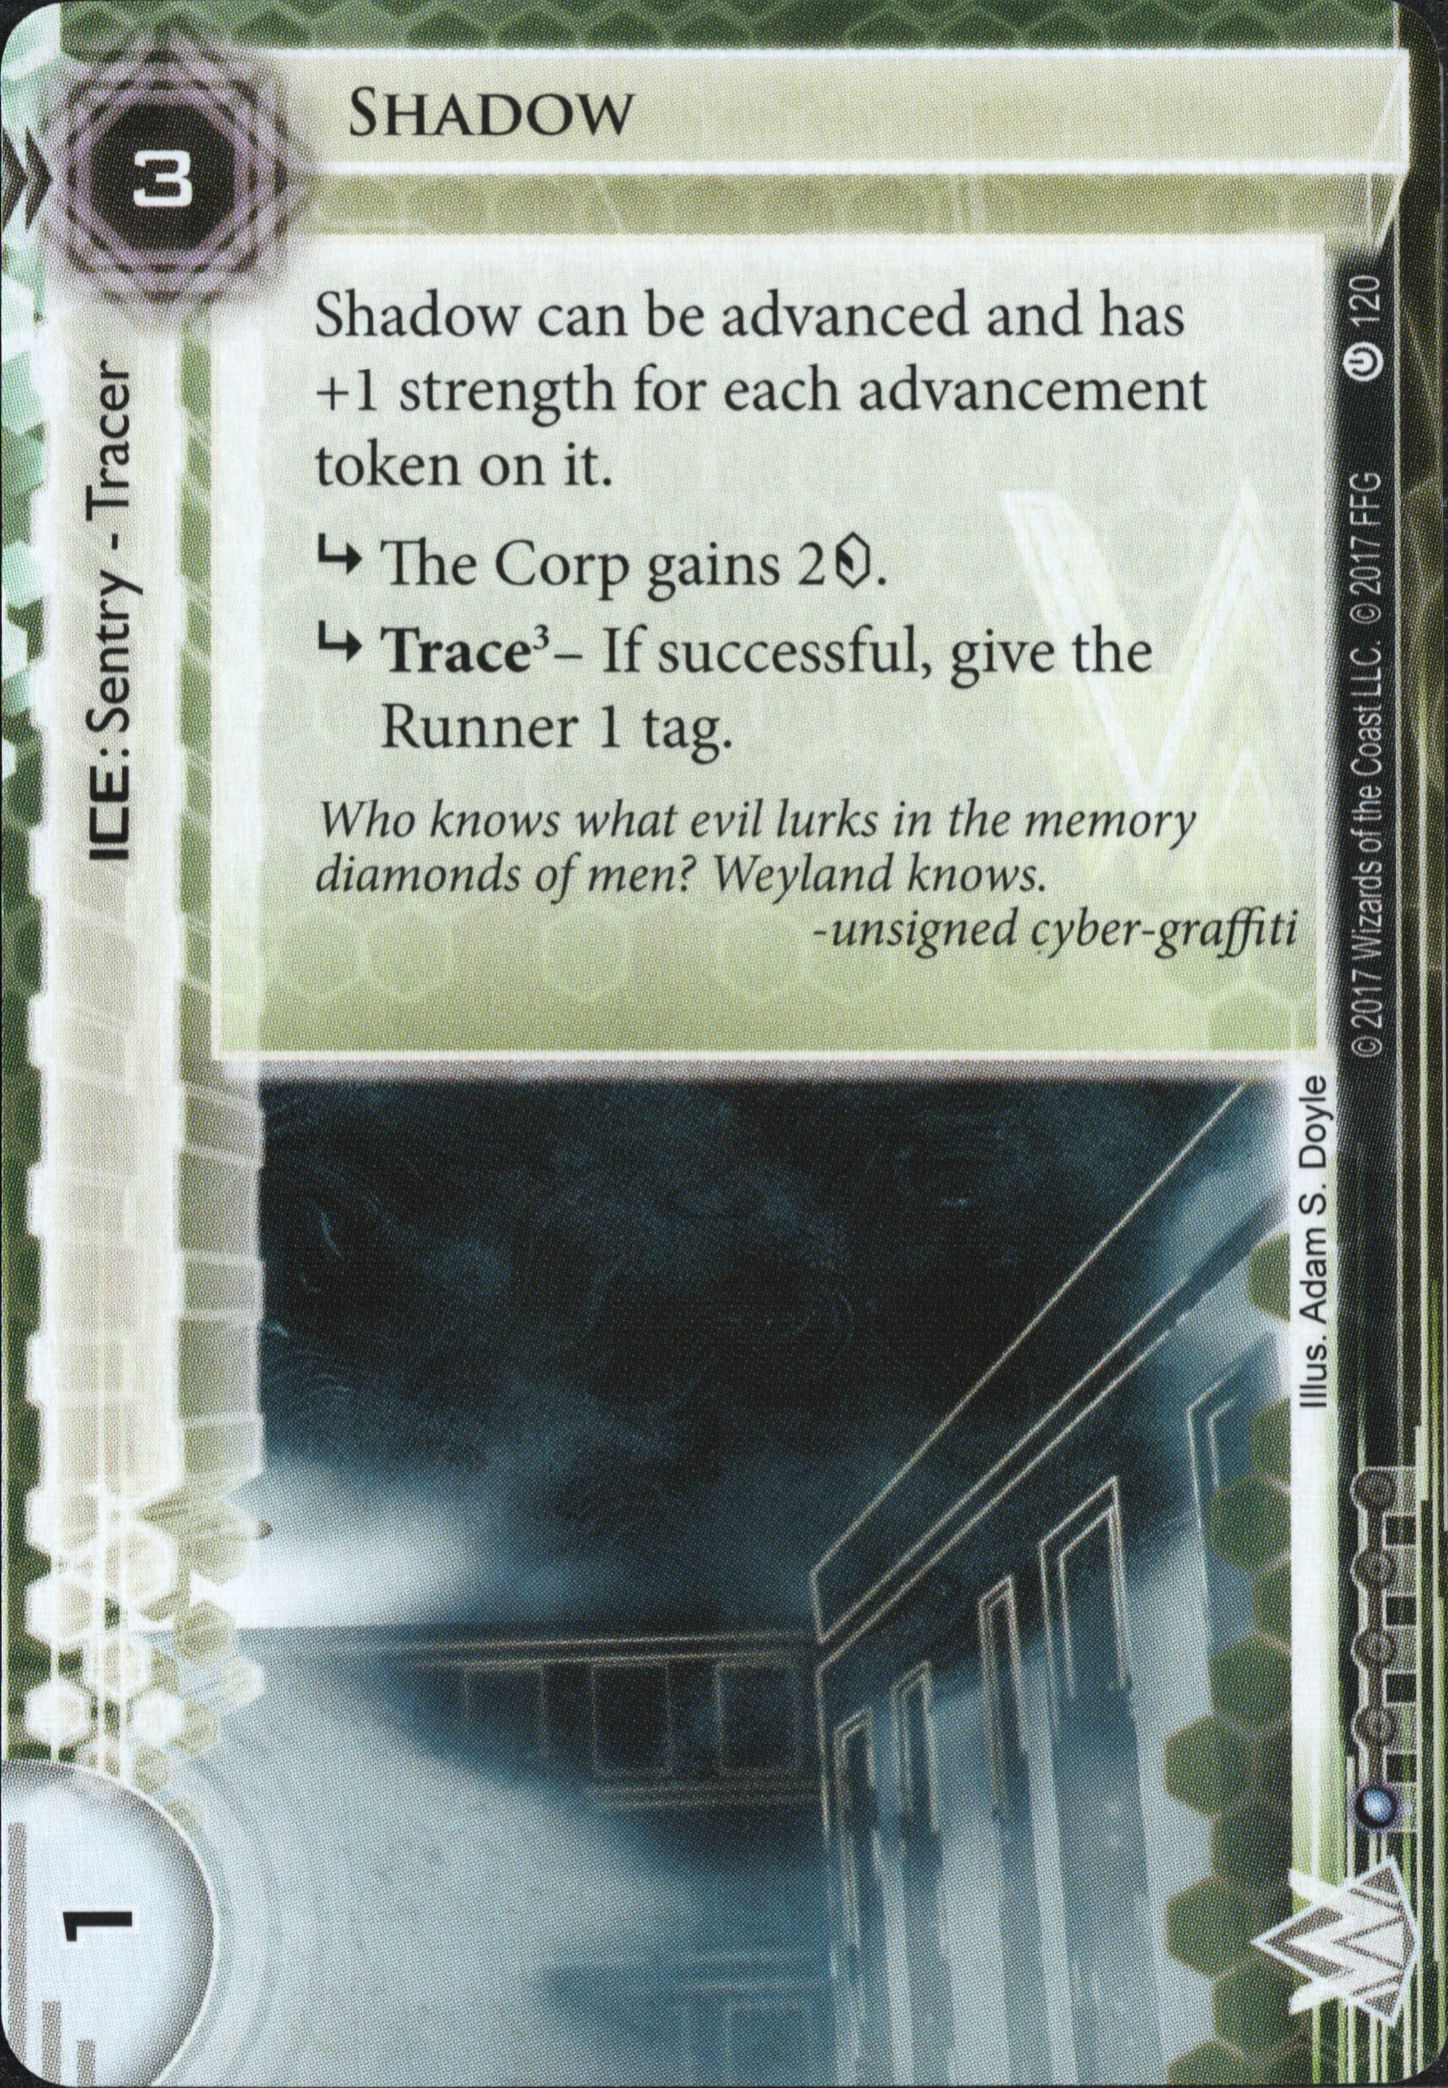 3
SHADOW
ICE: Sentry - Tracer
Shadow can be advanced and has
+1 strength for each advancement
token on it.
↳ The Corp gains 2.
↳ Trace³– If successful, give the
Runner 1 tag.
Who knows what evil lurks in the memory
diamonds of men? Weyland knows.
-unsigned cyber-graffiti
1
Illus. Adam S. Doyle
© 2017 Wizards of the Coast LLC. © 2017 FFG 120